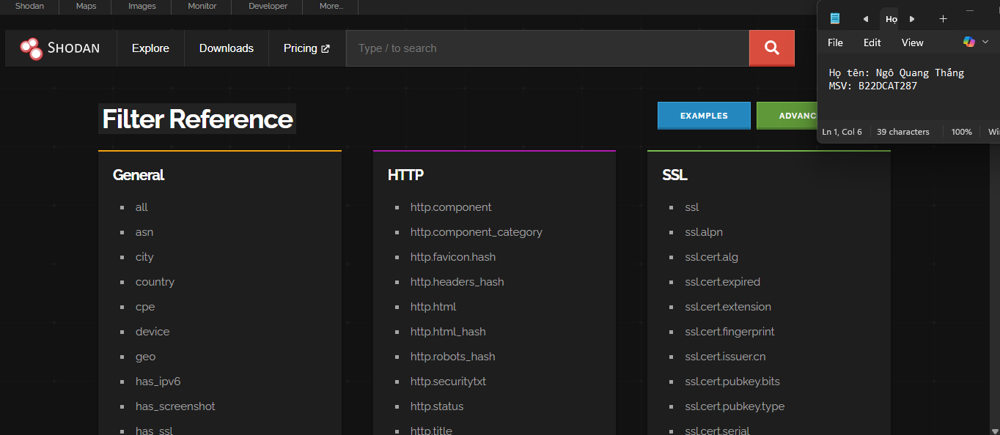 Shodan
Maps
Images
Monitor
Developer
More...
SHODAN
Explore
Downloads
Pricing
Type / to search
Họ
File
Edit
View
Họ tên: Ngô Quang Thắng
MSV: B22DCAT287
Ln 1, Col 6
39 characters
100%
Wi
Filter Reference
EXAMPLES
ADVANC
General
all
asn
city
country
cpe
device
geo
has_ipv6
has_screenshot
has_ssl
HTTP
http.component
http.component_category
http.favicon.hash
http.headers_hash
http.html
http.html_hash
http.robots_hash
http.securitytxt
http.status
http.title
SSL
ssl
ssl.alpn
ssl.cert.alg
ssl.cert.expired
ssl.cert.extension
ssl.cert.fingerprint
ssl.cert.issuer.cn
ssl.cert.pubkey.bits
ssl.cert.pubkey.type
ssl.cert.serial